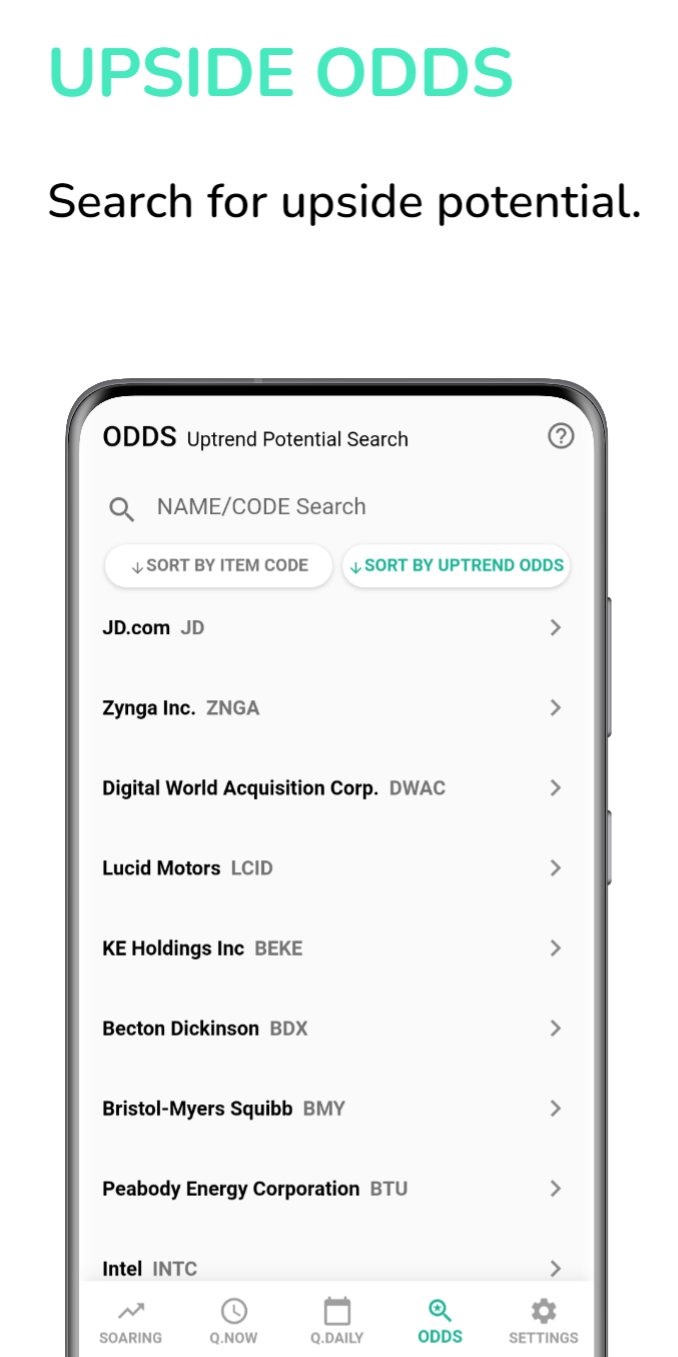 UPSIDE ODDS
Search for upside potential.
ODDS Uptrend Potential Search
NAME/CODE Search
↓SORT BY ITEM CODE ↓SORT BY UPTREND ODDS
JD.com JD
Zynga Inc. ZNGA
Digital World Acquisition Corp. DWAC
Lucid Motors LCID
KE Holdings Inc BEKE
Becton Dickinson BDX
Bristol-Myers Squibb BMY
Peabody Energy Corporation BTU
Intel INTC
SOARING Q.NOW Q.DAILY ODDS SETTINGS